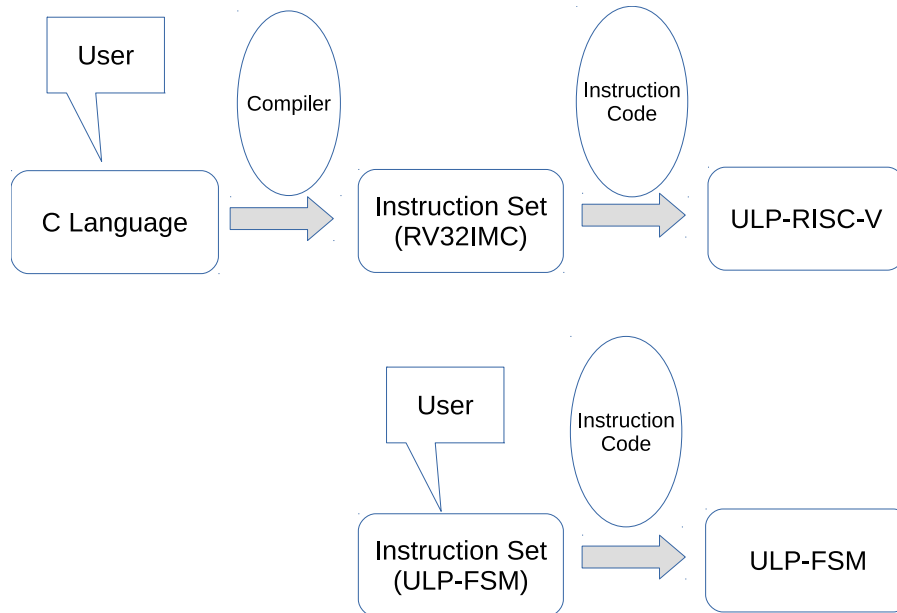 User
Compiler
Instruction
Code
C Language
Instruction Set
(RV32IMC)
ULP-RISC-V
User
Instruction
Code
Instruction Set
(ULP-FSM)
ULP-FSM